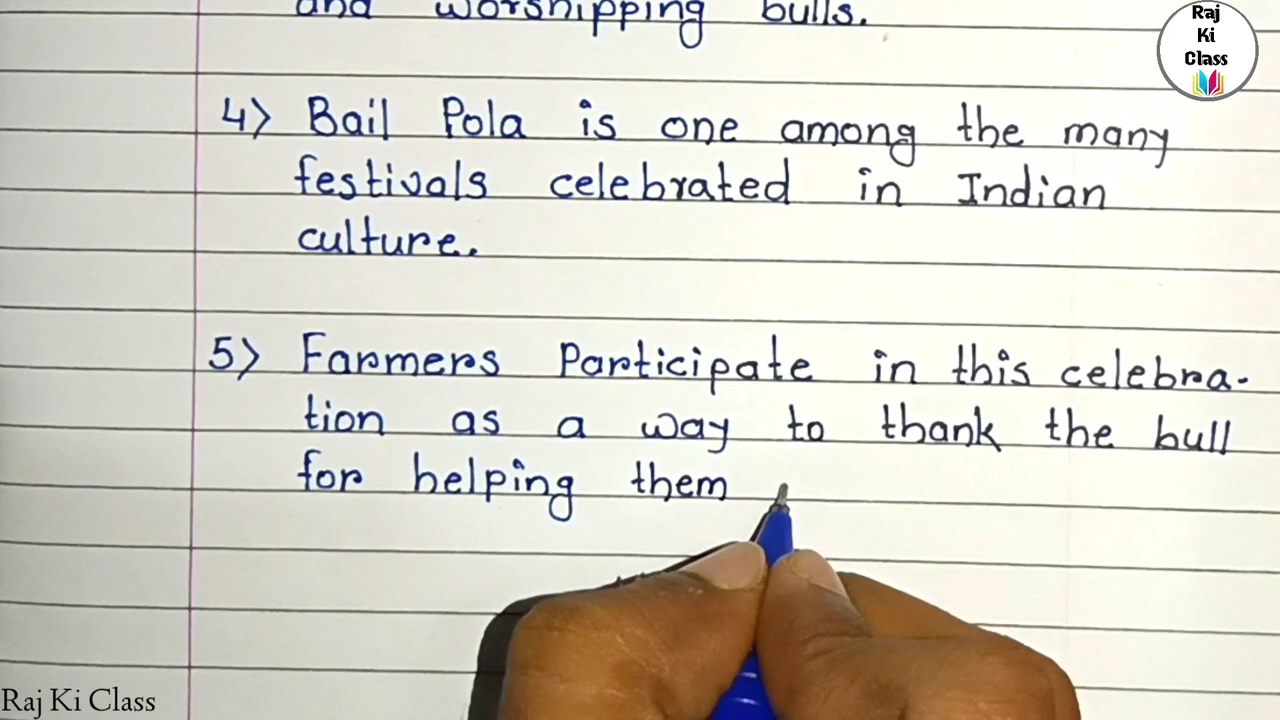 and worshipping bulls.
Raj
Ki
Class
4) Bail Pola is one among the many
festivals celebrated in Indian
culture.
5) Farmers Participate in this celebra-
tion as a way to thank the bull
for helping them
Raj Ki Class